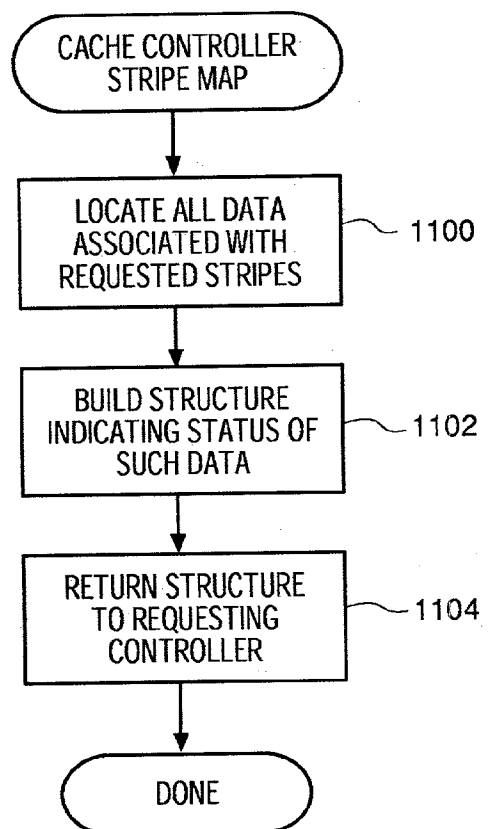 CACHE CONTROLLER
STRIPE MAP
LOCATE ALL DATA
ASSOCIATED WITH
REQUESTED STRIPES
1100
BUILD STRUCTURE
INDICATING STATUS OF
SUCH DATA
1102
RETURN STRUCTURE
TO REQUESTING
CONTROLLER
1104
DONE